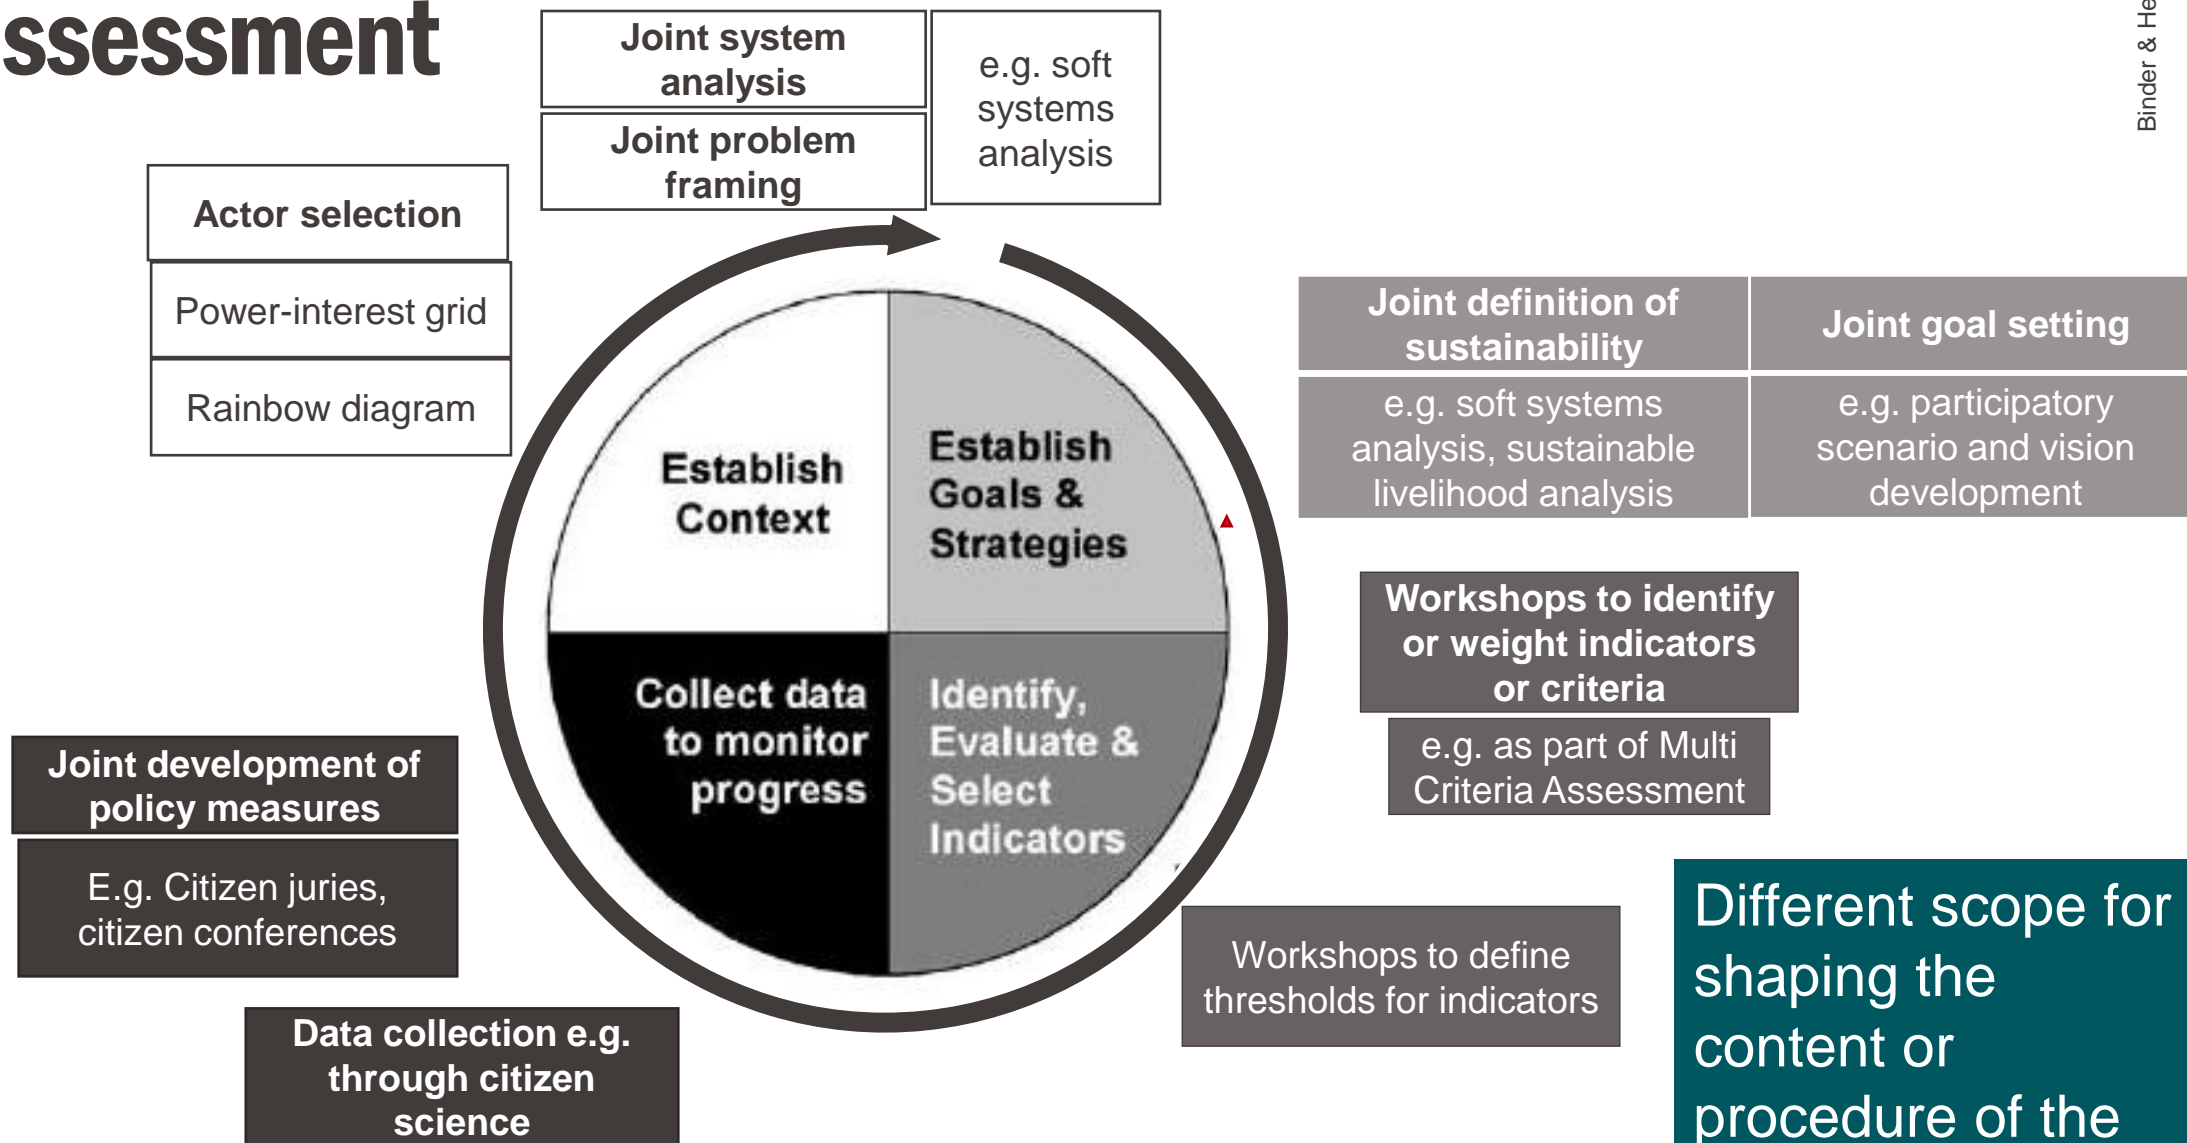 ssessment
Joint system
analysis
Joint problem
framing
e.g. soft
systems
analysis
Binder & He
Actor selection
Power-interest grid
Rainbow diagram
Joint definition of
sustainability
Joint goal setting
e.g. soft systems
analysis, sustainable
livelihood analysis
e.g. participatory
scenario and vision
development
Establish
Context
Establish
Goals &
Strategies
Collect data
to monitor
progress
Identify,
Evaluate &
Select
Indicators
Workshops to identify
or weight indicators
or criteria
e.g. as part of Multi
Criteria Assessment
Joint development of
policy measures
E.g. Citizen juries,
citizen conferences
Workshops to define
thresholds for indicators
Data collection e.g.
through citizen
science
Different scope for
shaping the
content or
procedure of the